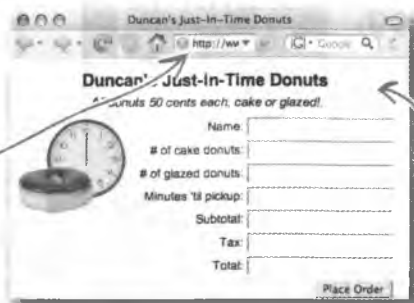 Duncan's Just-In-Time Donuts
http://ww
Google
Duncan's Just-In-Time Donuts
donuts 50 cents each, cake or glazed!
Name:
# of cake donuts:
# of glazed donuts:
Minutes 'til pickup:
Subtotal:
Tax:
Total:
Place Order